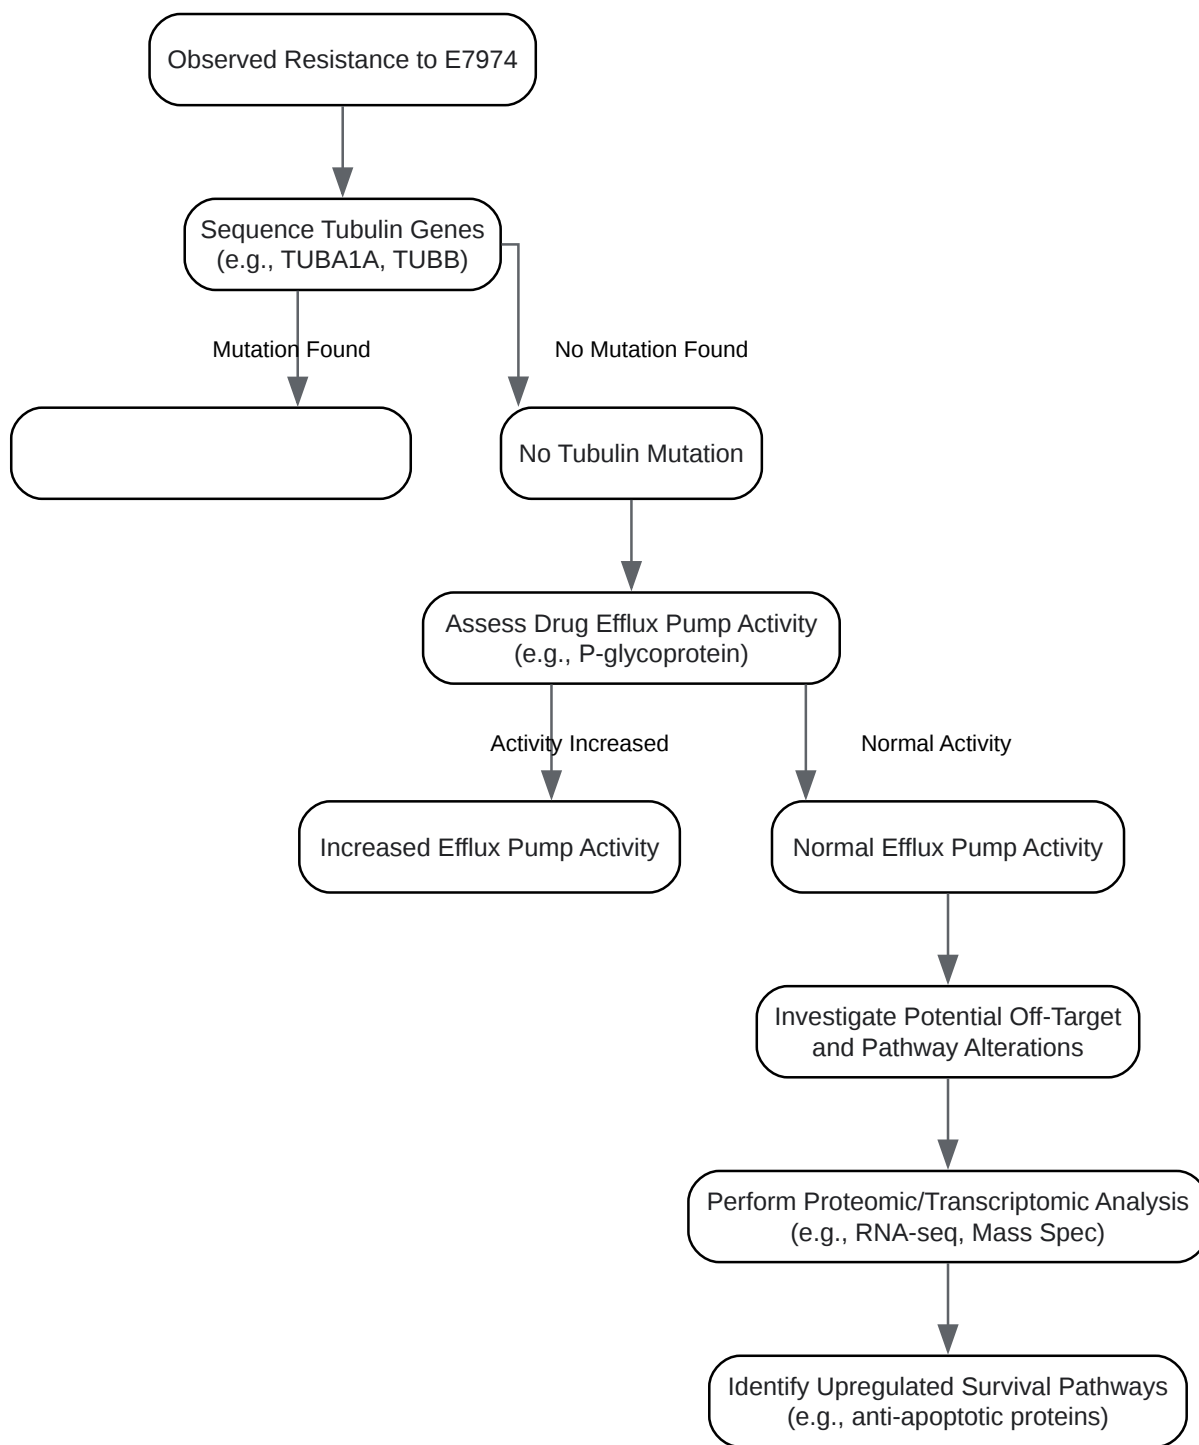 Observed Resistance to E7974
Sequence Tubulin Genes
(e.g., TUBA1A, TUBB)
Mutation Found
No Mutation Found
No Tubulin Mutation
Assess Drug Efflux Pump Activity
(e.g., P-glycoprotein)
Activity Increased
Normal Activity
Increased Efflux Pump Activity
Normal Efflux Pump Activity
Investigate Potential Off-Target
and Pathway Alterations
Perform Proteomic/Transcriptomic Analysis
(e.g., RNA-seq, Mass Spec)
Identify Upregulated Survival Pathways
(e.g., anti-apoptotic proteins)